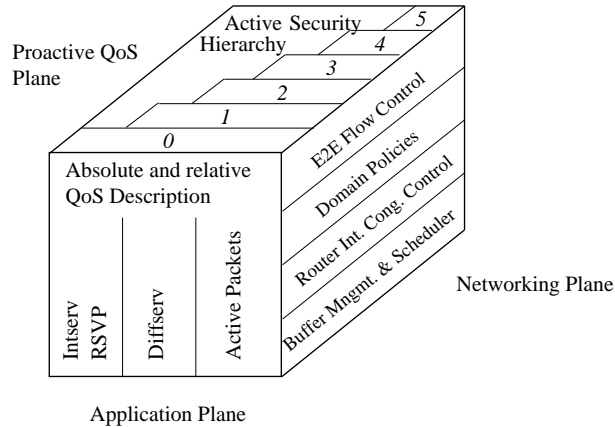 Proactive QoS
Plane
Active Security
Hierarchy
5
4
3
2
1
0
Absolute and relative
QoS Description
Intserv
RSVP
Diffserv
Active Packets
E2E Flow Control
Domain Policies
Router Int. Cong. Control
Buffer Mngmt. & Scheduler
Networking Plane
Application Plane